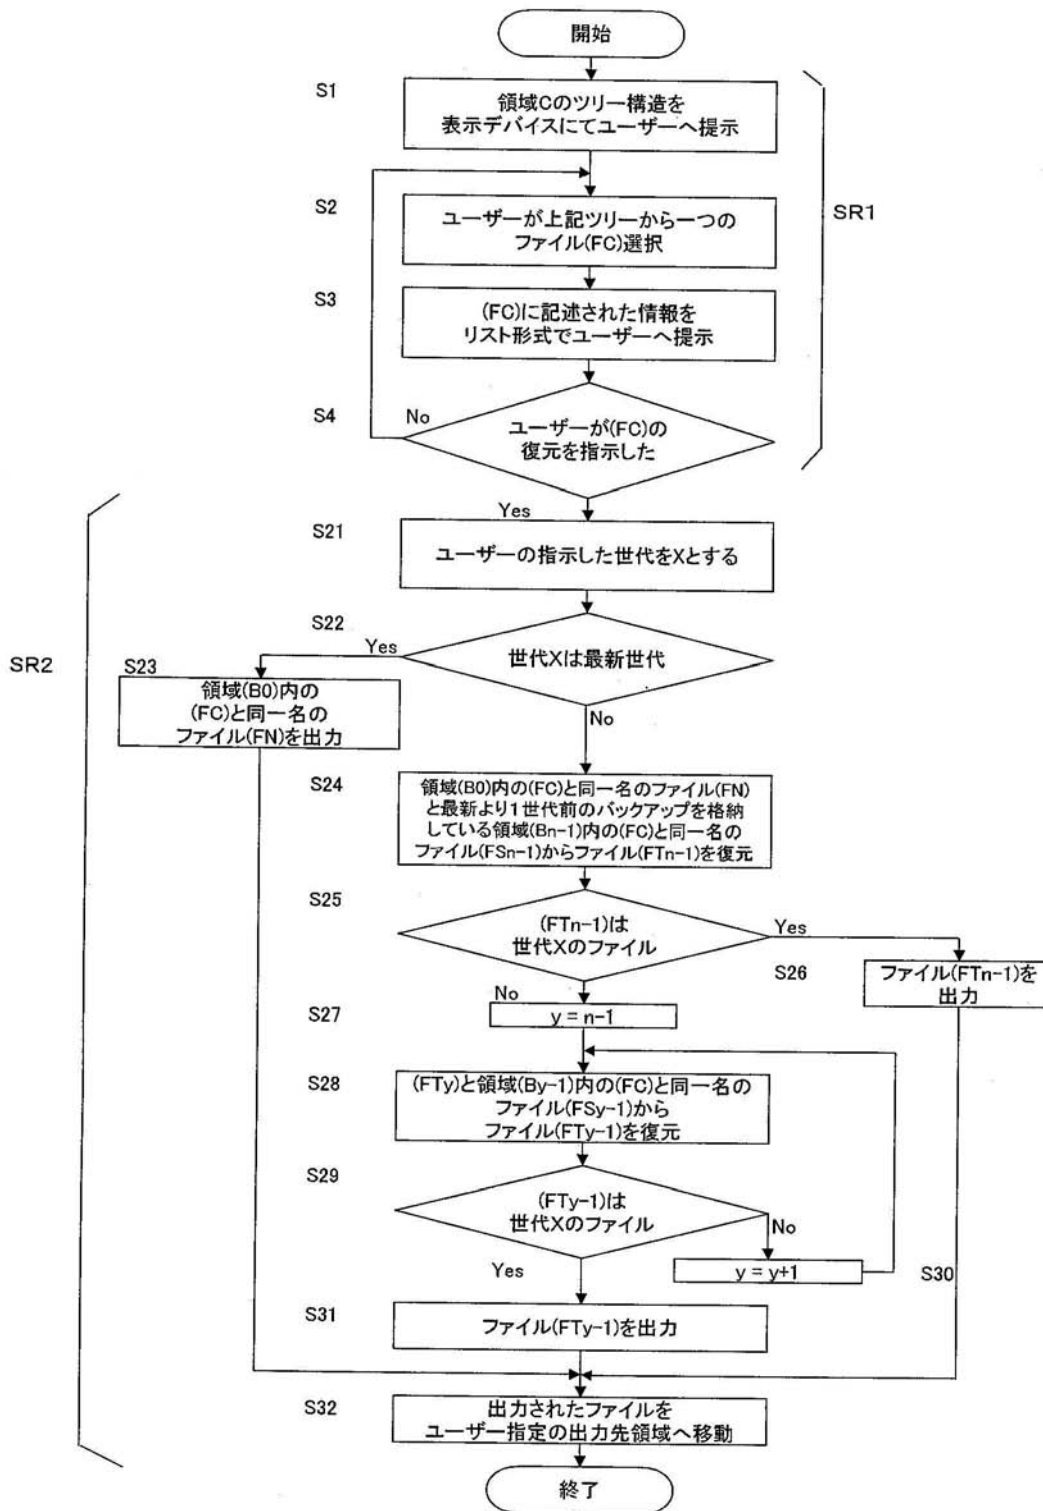 開始
S1
領域Cのツリー構造を
表示デバイスにてユーザーへ提示
S2
ユーザーが上記ツリーから一つの
ファイル(FC)選択
SR1
S3
(FC)に記述された情報を
リスト形式でユーザーへ提示
S4
No
ユーザーが(FC)の
復元を指示した
Yes
S21
ユーザーの指示した世代をXとする
S22
Yes
世代Xは最新世代
SR2
S23
領域(B0)内の
(FC)と同一名の
ファイル(FN)を出力
No
S24
領域(B0)内の(FC)と同一名のファイル(FN)
と最新より1世代前のバックアップを格納
している領域(Bn-1)内の(FC)と同一名の
ファイル(FSn-1)からファイル(FTn-1)を復元
S25
(FTn-1)は
世代Xのファイル
Yes
S26
ファイル(FTn-1)を
出力
No
S27
y = n-1
S28
(FTy)と領域(By-1)内の(FC)と同一名の
ファイル(FSy-1)から
ファイル(FTy-1)を復元
S29
(FTy-1)は
世代Xのファイル
No
y = y+1
S30
Yes
S31
ファイル(FTy-1)を出力
S32
出力されたファイルを
ユーザー指定の出力先領域へ移動
終了